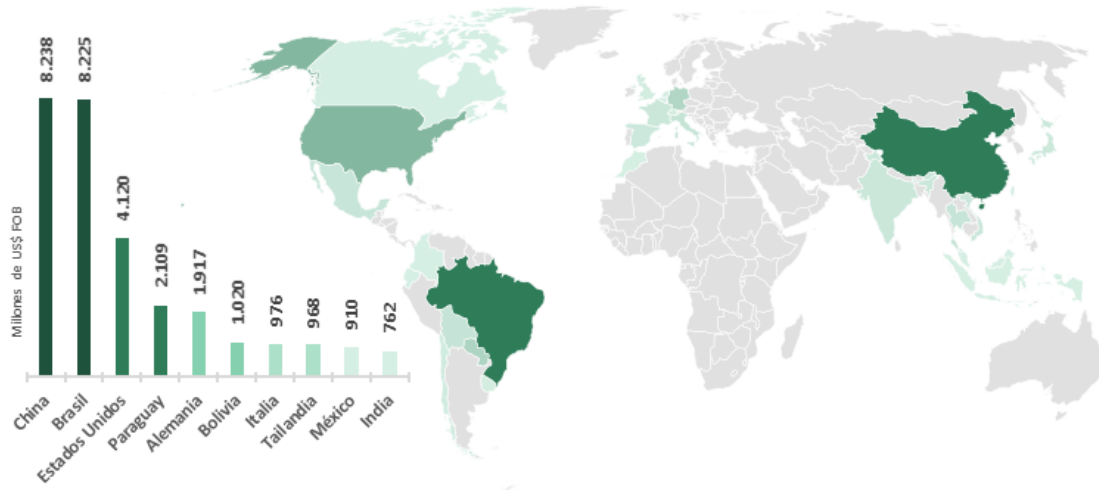 Millones de US$ FOB
8.238
8.225
4.120
2.109
1.917
1.020
976
968
910
762
China
Brasil
Estados Unidos
Paraguay
Alemania
Bolivia
Italia
Tailandia
México
India